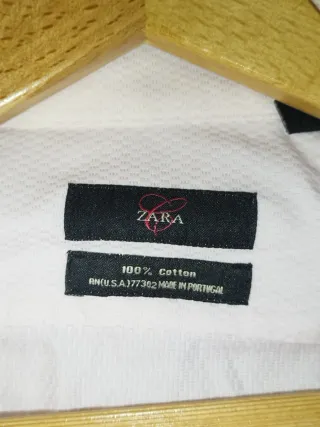 ZARA
100% Cotton
RN(U.S.A.)77302 MADE IN PORTUGAL